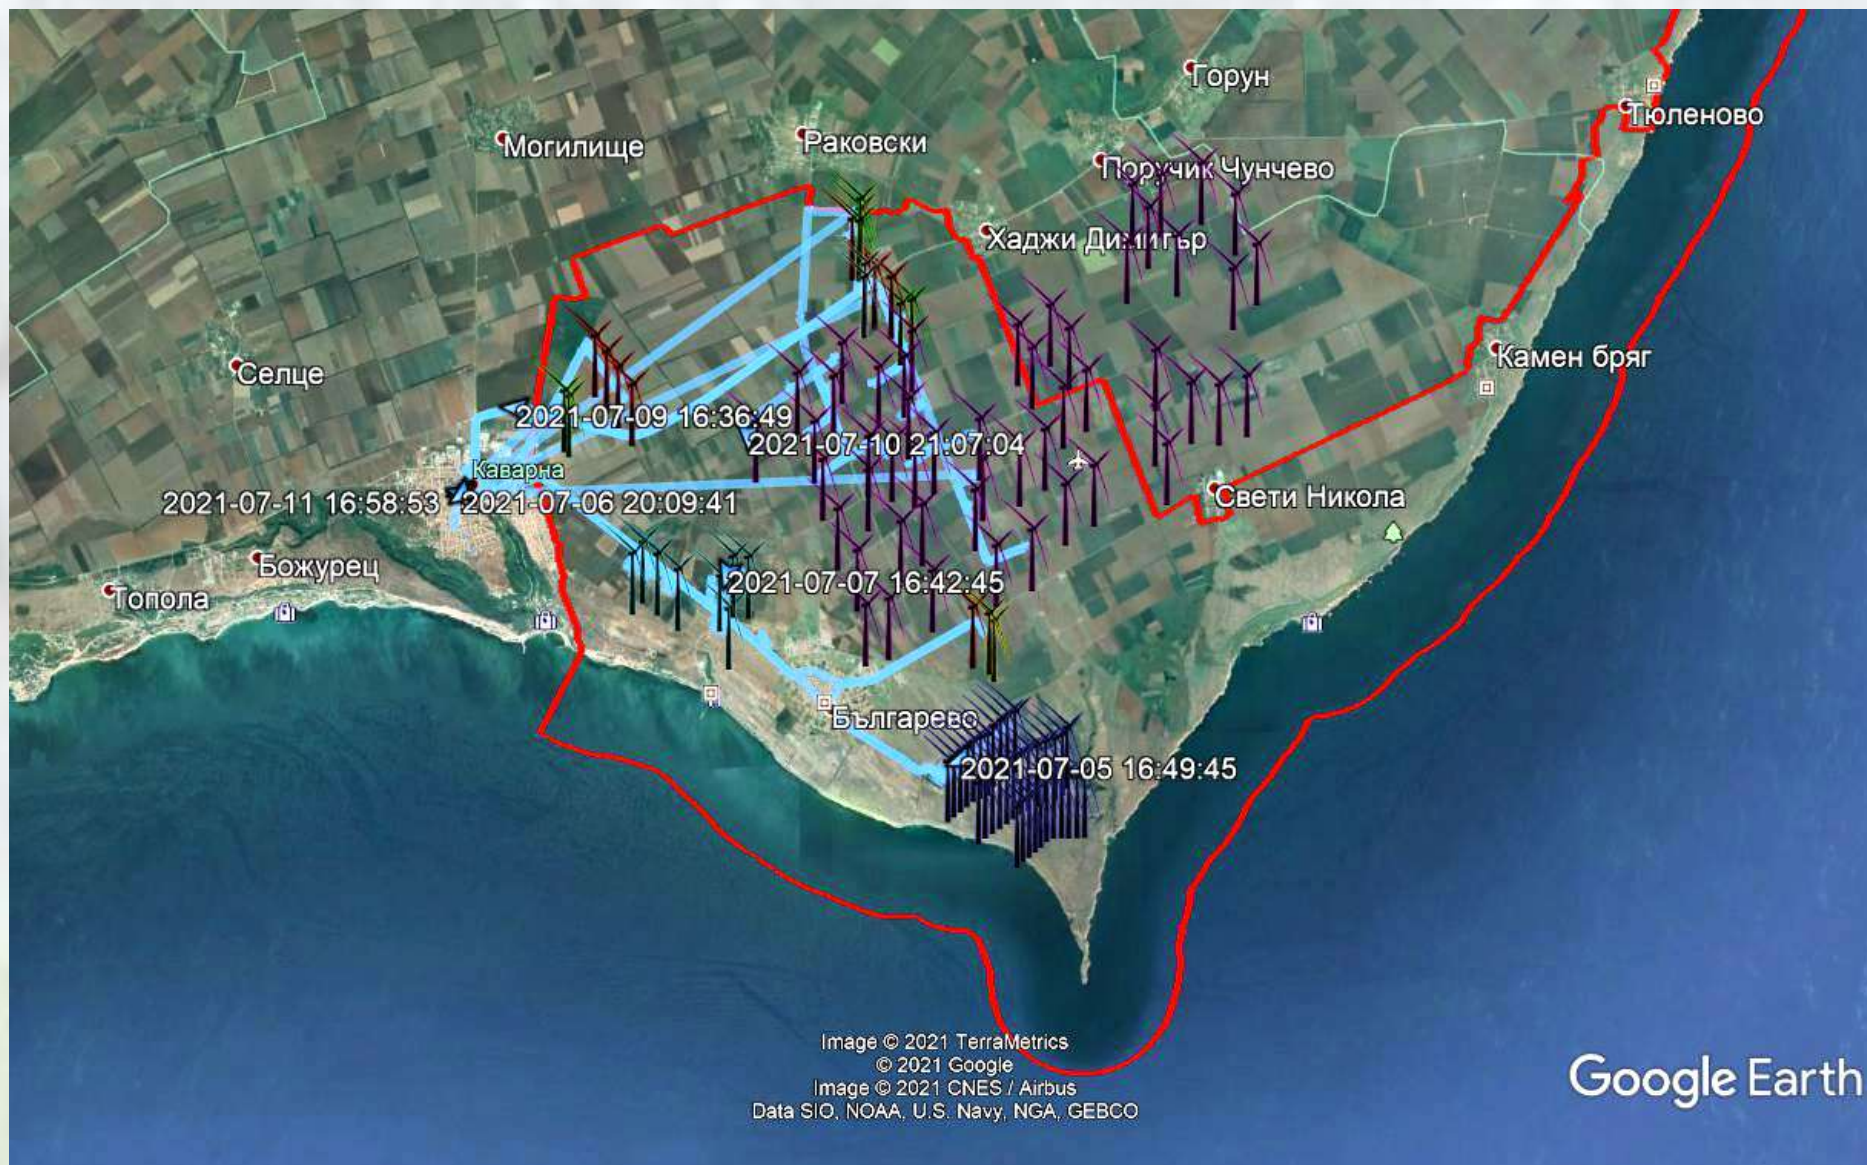 Горун
Тюленово
Могилище
Раковски
Поручик Чунчево
Хаджи Димитър
Камен бряг
Селце
2021-07-09 16:36:49
2021-07-10 21:07:04
Каварна
2021-07-11 16:58:53
2021-07-06 20:09:41
Свети Никола
Божурец
Топола
2021-07-07 16:42:45
Българево
2021-07-05 16:49:45
Image © 2021 TerraMetrics
© 2021 Google
Image © 2021 CNES / Airbus
Data SIO, NOAA, U.S. Navy, NGA, GEBCO
Google Earth